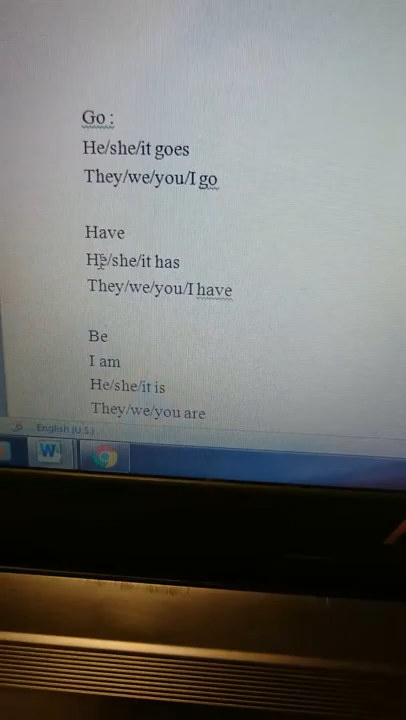 Go :
He/she/it goes
They/we/you/I go
Have
He/she/it has
They/we/you/I have
Be
I am
He/she/it is
They/we/you are
English (U.S.)
W